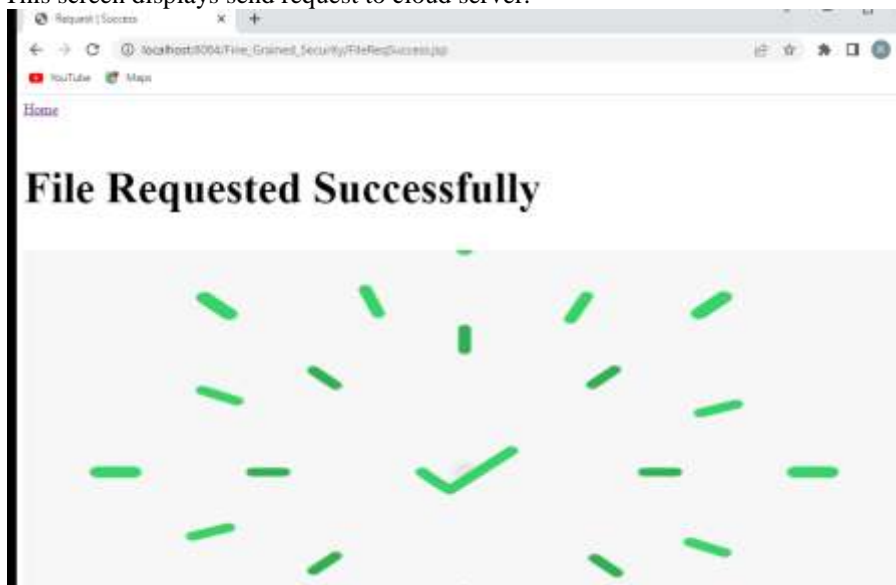 This screen displays send request to cloud server.
Request | Success
localhost:8084/Fine_Grained_Security/FileReqSuccess.jsp
YouTube Maps
Home
File Requested Successfully